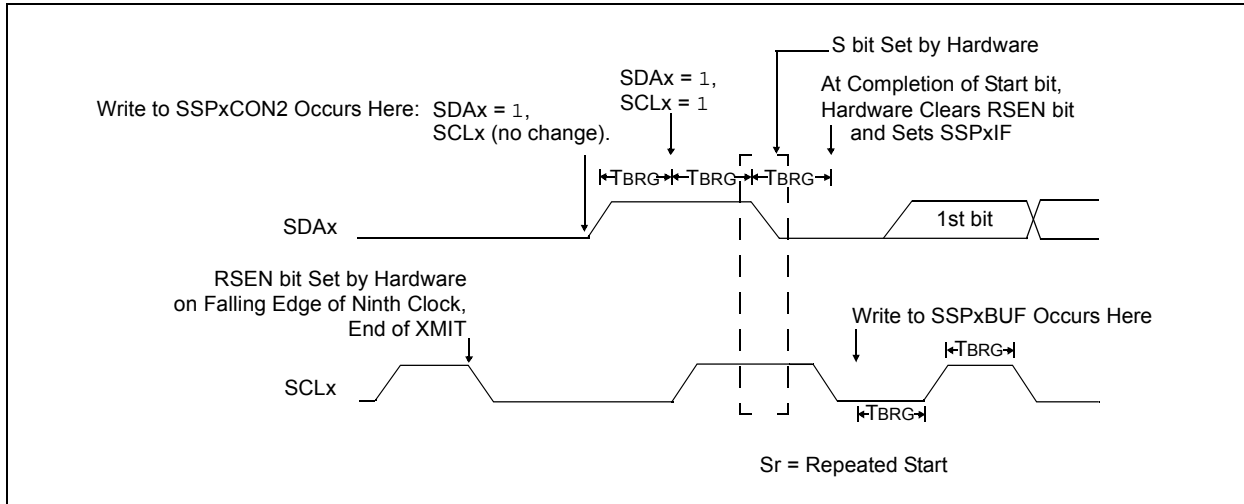 S bit Set by Hardware
SDAx = 1,
SCLx = 1
At Completion of Start bit,
Hardware Clears RSEN bit
and Sets SSPxIF
Write to SSPxCON2 Occurs Here: SDAx = 1,
SCLx (no change).
TBRG TBRG TBRG
SDAx
1st bit
RSEN bit Set by Hardware
on Falling Edge of Ninth Clock,
End of XMIT
Write to SSPxBUF Occurs Here
TBRG
SCLx
TBRG
Sr = Repeated Start